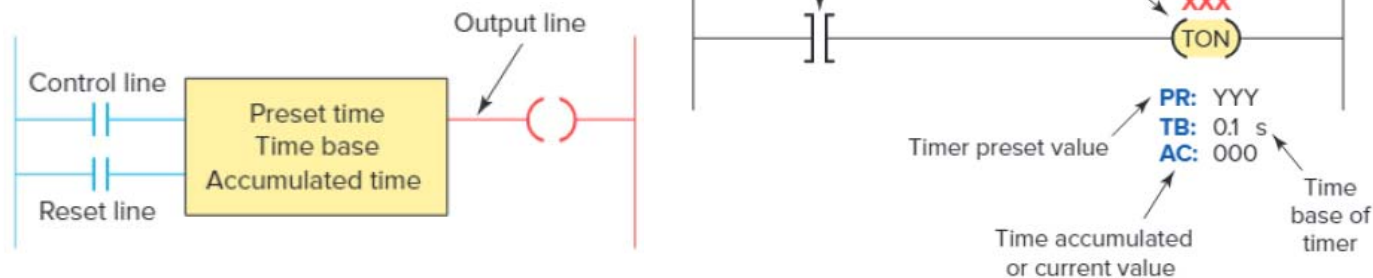 Output line
Control line
Preset time
Time base
Accumulated time
Reset line
XXX
TON
PR: YYY
TB: 0.1 s
AC: 000
Timer preset value
Time accumulated
or current value
Time
base of
timer